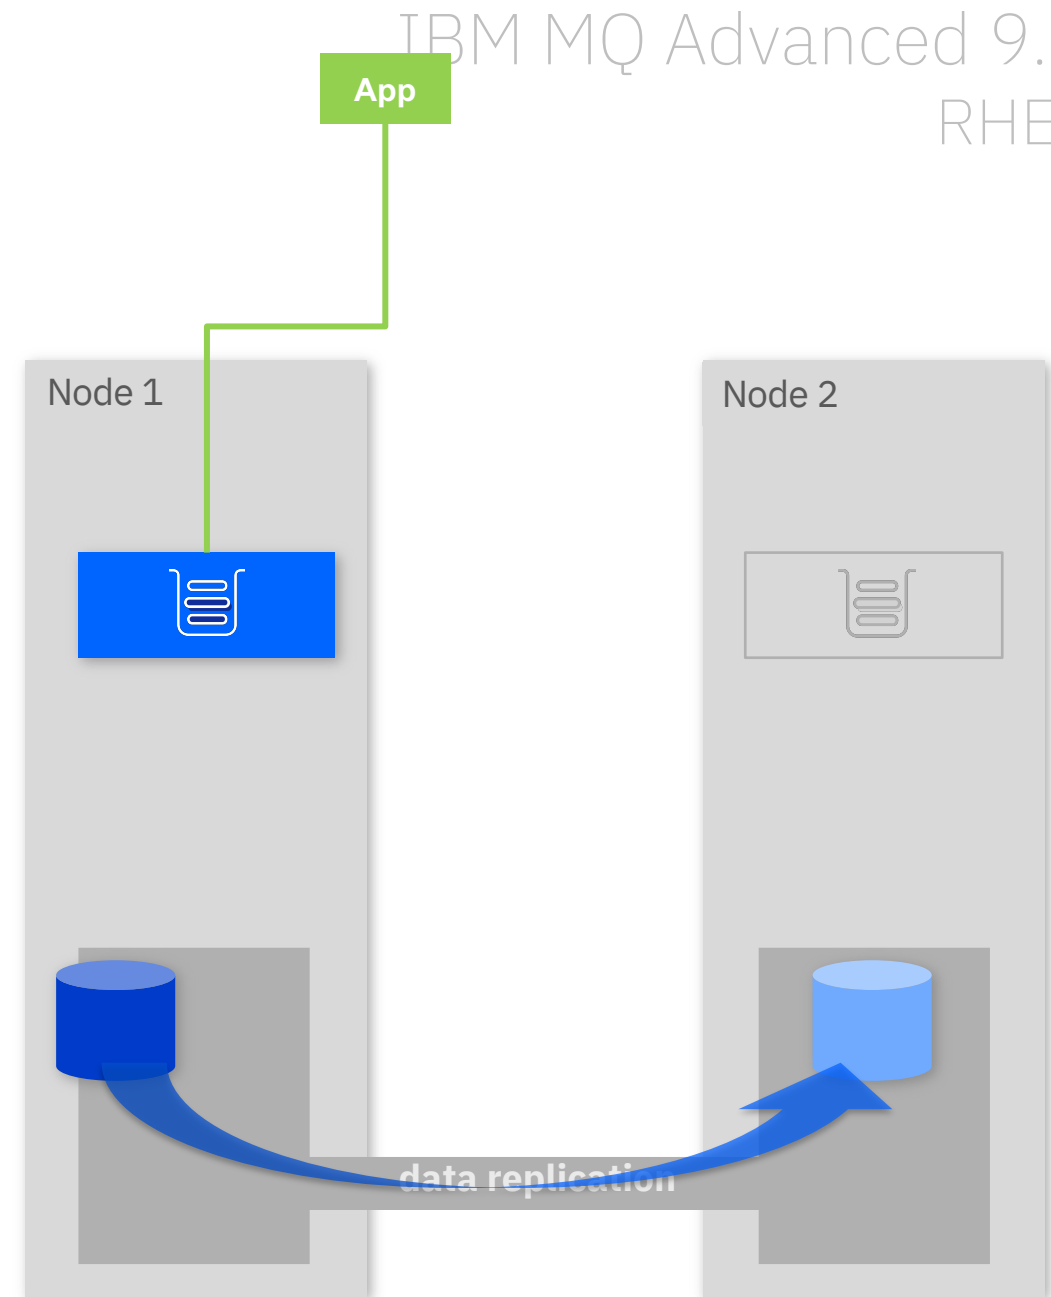 IBM MQ Advanced 9.
RHE
App
Node 1
Node 2
data replication